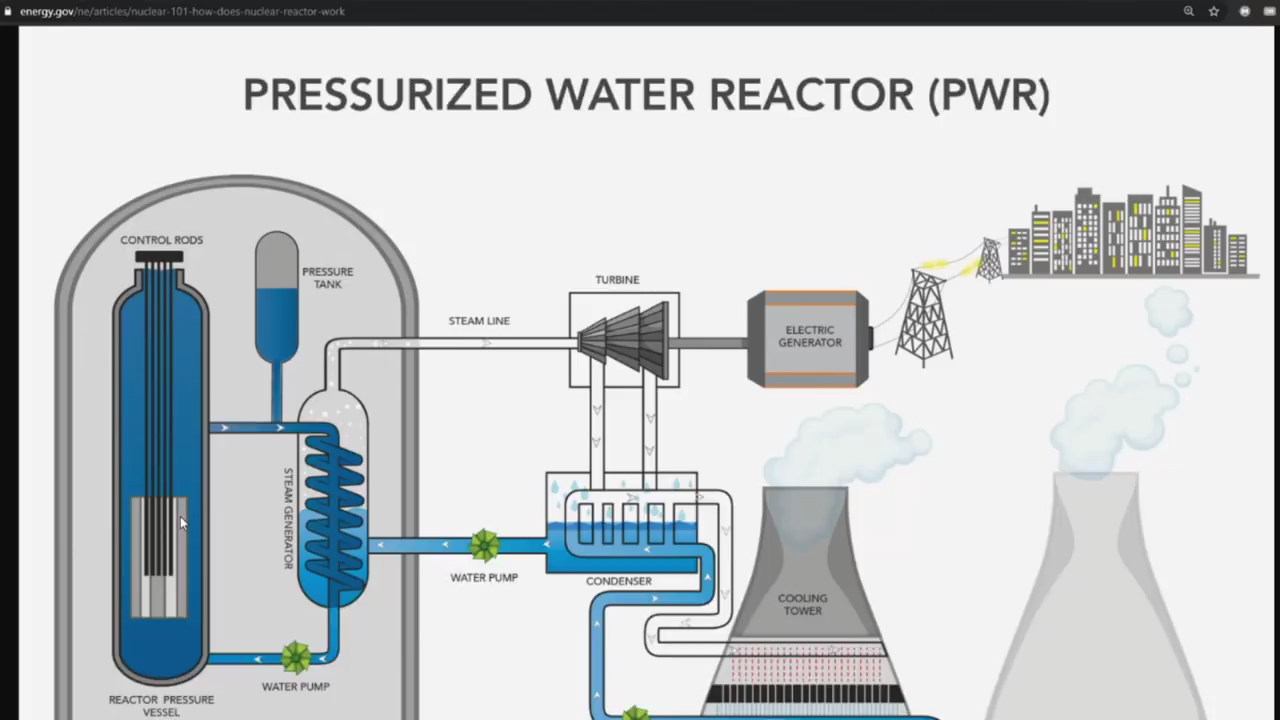 energy.gov/ne/articles/nuclear-101-how-does-nuclear-reactor-work
PRESSURIZED WATER REACTOR (PWR)
CONTROL RODS
PRESSURE
TANK
TURBINE
STEAM LINE
ELECTRIC
GENERATOR
STEAM GENERATOR
WATER PUMP
CONDENSER
COOLING
TOWER
WATER PUMP
REACTOR PRESSURE
VESSEL